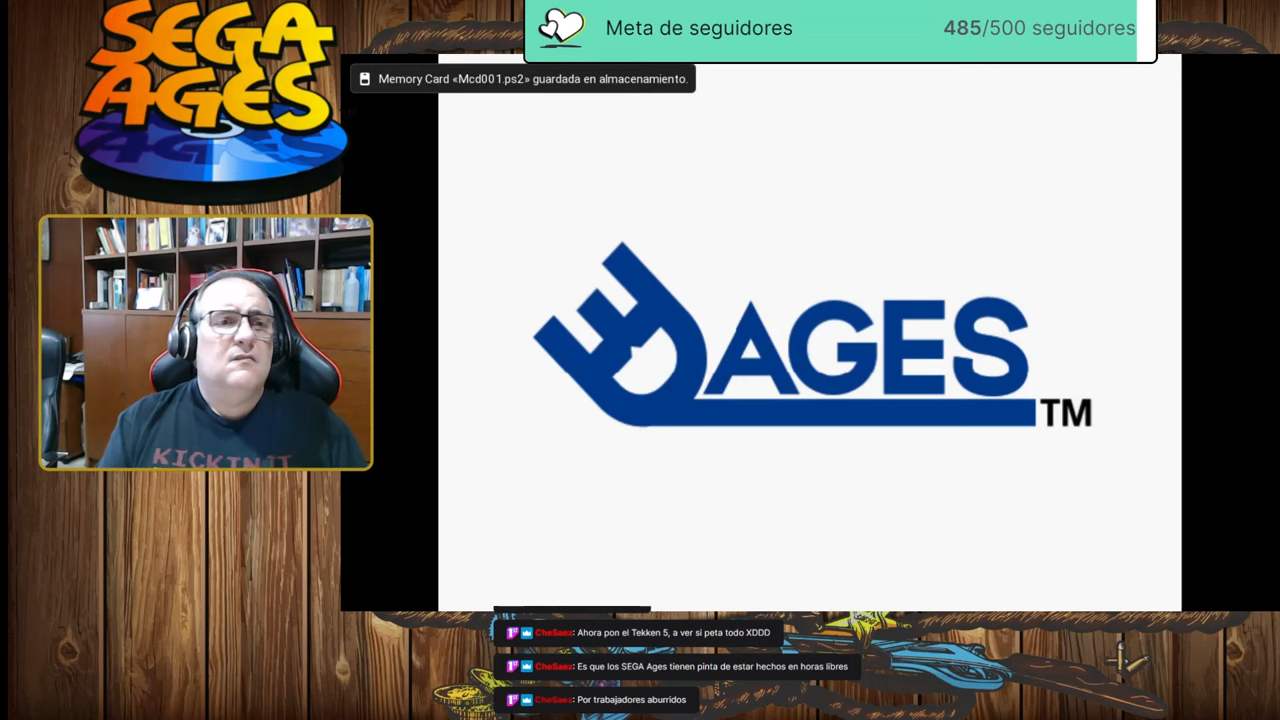 SEGA
AGES
Meta de seguidores
485/500 seguidores
Memory Card «Mcd001.ps2» guardada en almacenamiento.
3D AGES TM
KICKIN IT
CheSaez: Ahora pon el Tekken 5, a ver si peta todo XDDD
CheSaez: Es que los SEGA Ages tienen pinta de estar hechos en horas libres
CheSaez: Por trabajadores aburridos